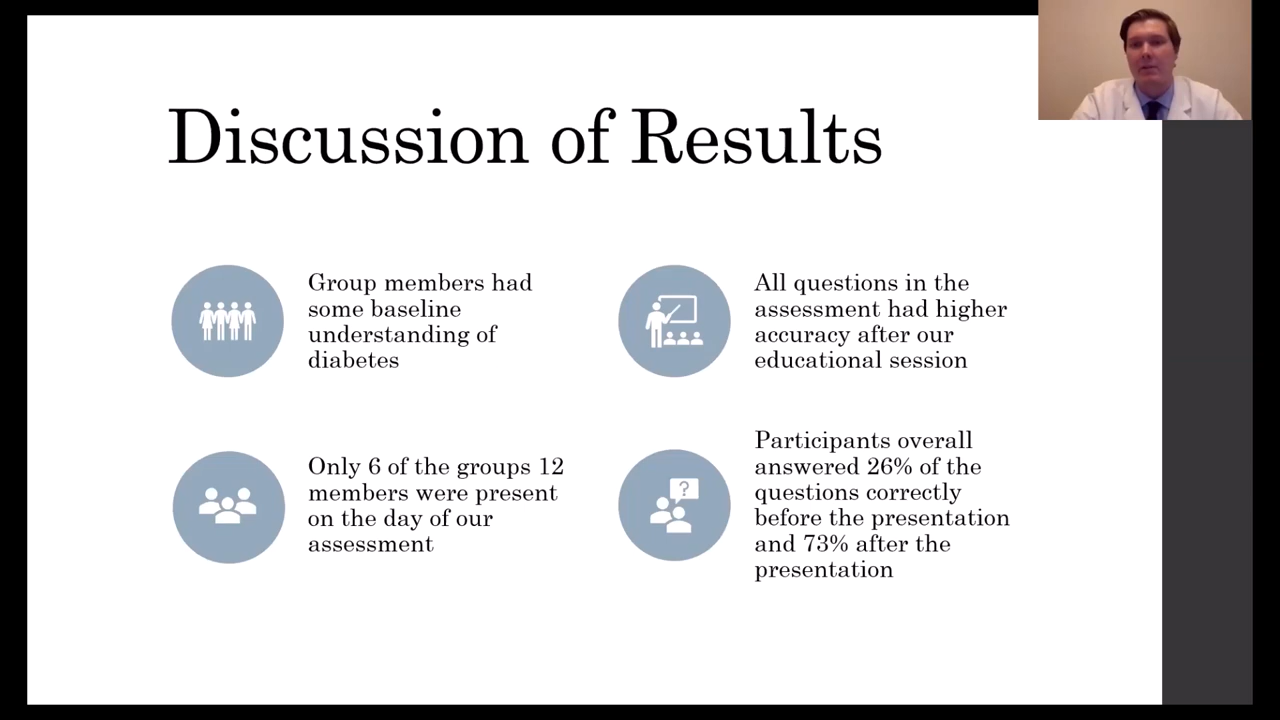 Discussion of Results
Group members had
some baseline
understanding of
diabetes
All questions in the
assessment had higher
accuracy after our
educational session
Only 6 of the groups 12
members were present
on the day of our
assessment
Participants overall
answered 26% of the
questions correctly
before the presentation
and 73% after the
presentation
?